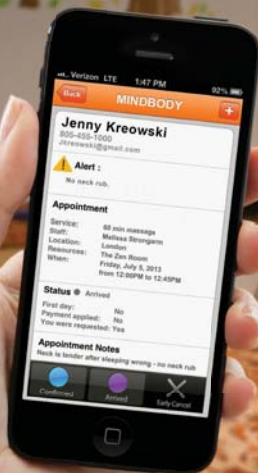 Verizon LTE 1:47 PM 92%
Back MINDBODY +
Jenny Kreowski
805-455-1000
Jcreowski@gmail.com
Alert :
No neck rub.
Appointment
Service: 60 min massage
Staff: Melissa Strongarm
Location: London
Resources: The Zen Room
When: Friday, July 5, 2013
from 12:00PM to 12:45PM
Status Arrived
First day: No
Payment applied: No
You were requested: Yes
Appointment Notes
Neck is tender after sleeping wrong - no neck rub
Confirmed Arrived Early Cancel